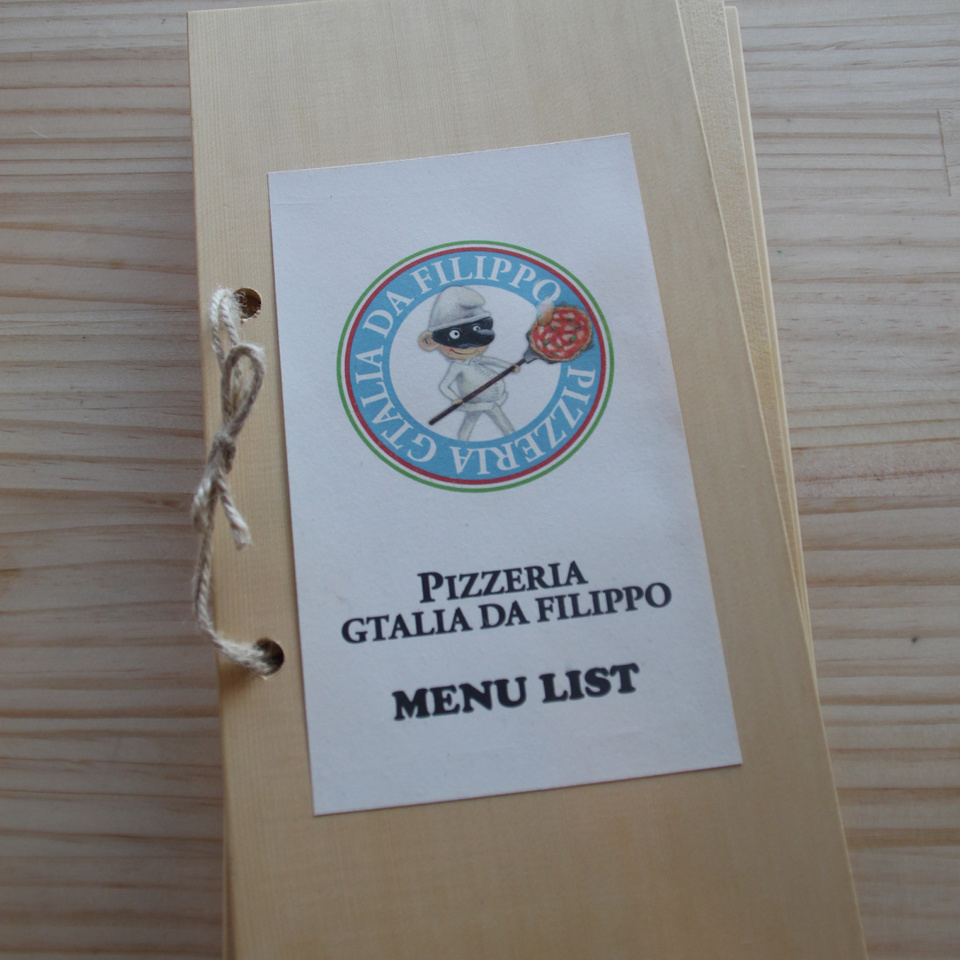 GTALIA DA FILIPPO PIZZERIA
PIZZERIA
GTALIA DA FILIPPO
MENU LIST